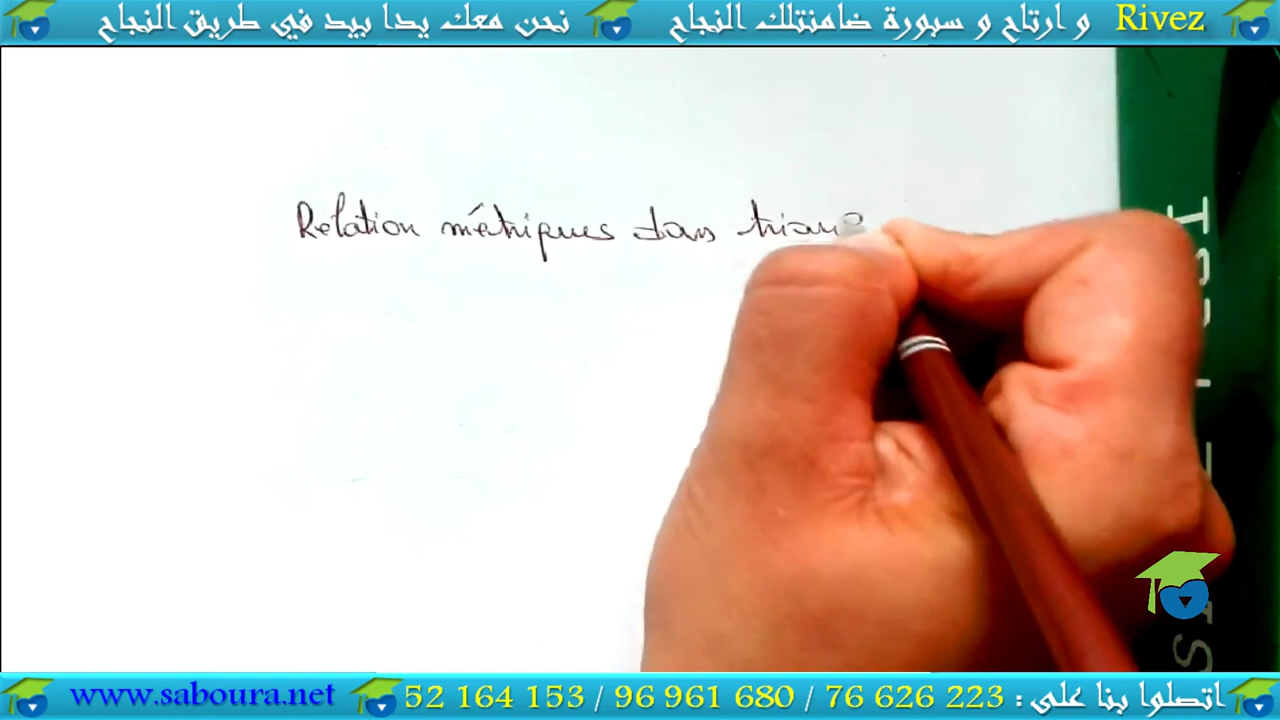 Rivez و ارتاح و سبورة ضامنتلك النجاح نحن معك يدا بيد في طريق النجاح
Relation métriques dans triang
www.saboura.net 52 164 153 / 96 961 680 / 76 626 223 : اتصلوا بنا على